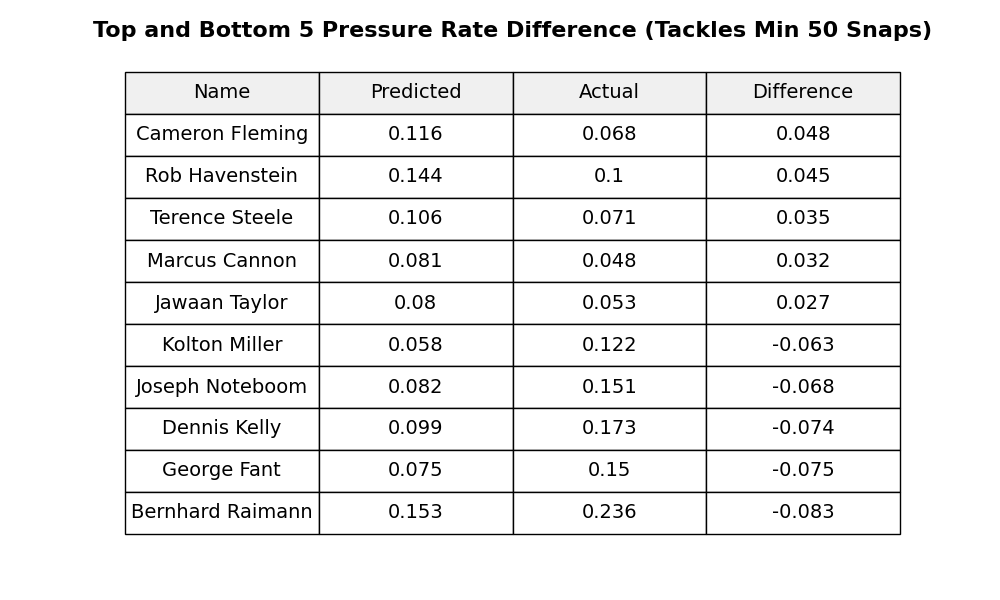 Top and Bottom 5 Pressure Rate Difference (Tackles Min 50 Snaps)
Name Predicted Actual Difference
Cameron Fleming 0.116 0.068 0.048
Rob Havenstein 0.144 0.1 0.045
Terence Steele 0.106 0.071 0.035
Marcus Cannon 0.081 0.048 0.032
Jawaan Taylor 0.08 0.053 0.027
Kolton Miller 0.058 0.122 -0.063
Joseph Noteboom 0.082 0.151 -0.068
Dennis Kelly 0.099 0.173 -0.074
George Fant 0.075 0.15 -0.075
Bernhard Raimann 0.153 0.236 -0.083